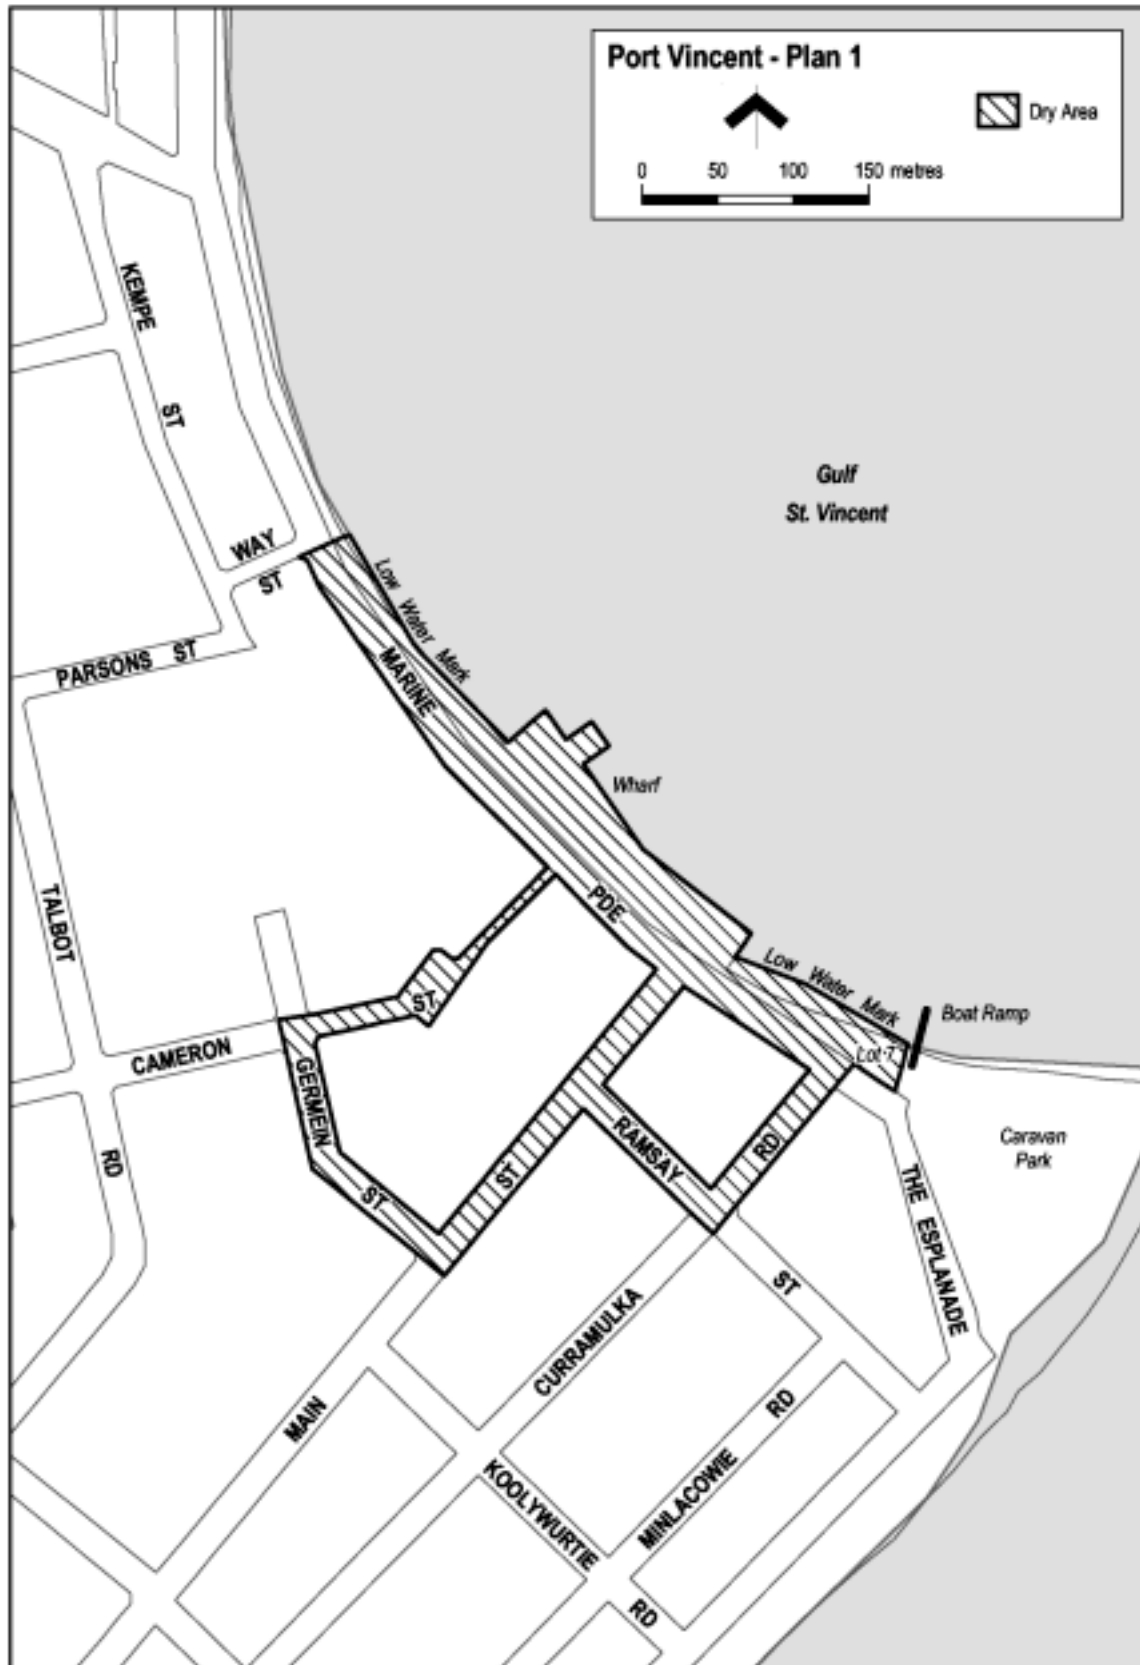 Port Vincent - Plan 1
Dry Area
0 50 100 150 metres
KEMPE
ST
Gulf
St. Vincent
WAY
ST
Low Water Mark
PARSONS ST
MARINE
Wharf
TALBOT
PDE
Low Water Mark
ST
Boat Ramp
CAMERON
Lot 7
GERMEIN
RAMSAY
RD
Caravan
Park
RD
ST
ST
THE ESPLANADE
ST
CURRAMULKA
MAIN
RD
KOOLYWURTIE
MINLACOWIE
RD